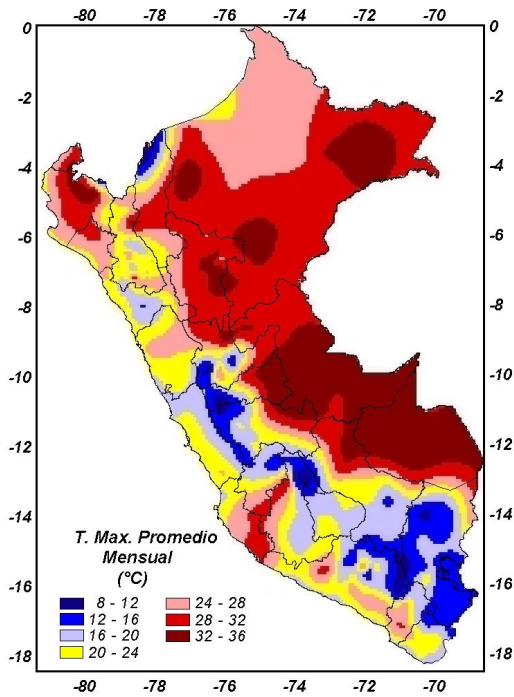 -80 -78 -76 -74 -72 -70
0 0
-2 -2
-4 -4
-6 -6
-8 -8
-10 -10
-12 -12
-14 -14
-16 -16
-18 -18
T. Max. Promedio
Mensual
(°C)
8 - 12 24 - 28
12 - 16 28 - 32
16 - 20 32 - 36
20 - 24
-80 -78 -76 -74 -72 -70